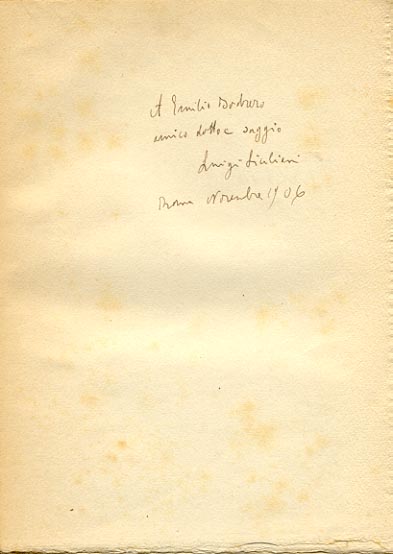 A Emilio Bodrero
amico dotto e saggio
Luigi Siciliani
Roma Novembre 1906